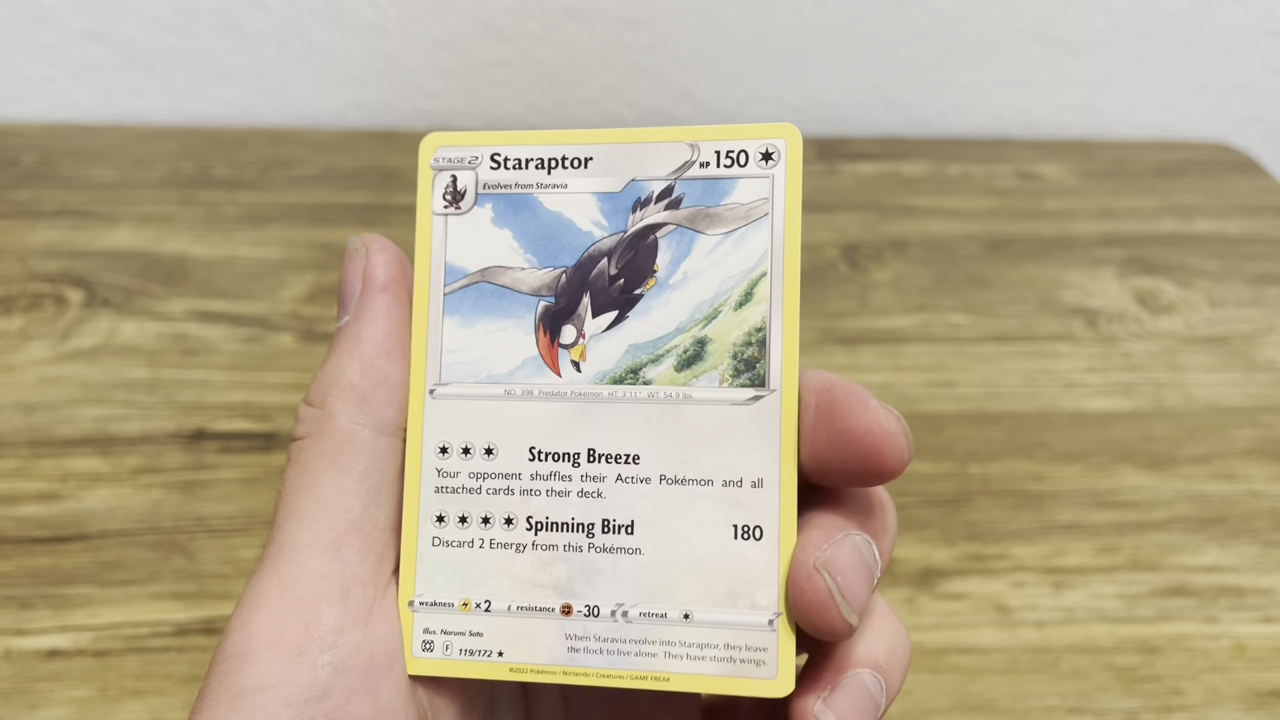 STAGE 2 Staraptor HP 150
Evolves from Staravia
NO. 398 Predator Pokémon. HT. 3'11" WT. 54.9 lbs.
Strong Breeze
Your opponent shuffles their Active Pokémon and all
attached cards into their deck.
Spinning Bird 180
Discard 2 Energy from this Pokémon.
weakness ×2 resistance -30 retreat
Illus. Narumi Sato
F 119/172 ★
When Staravia evolve into Staraptor, they leave
the flock to live alone. They have sturdy wings.
©2022 Pokémon / Nintendo / Creatures / GAME FREAK